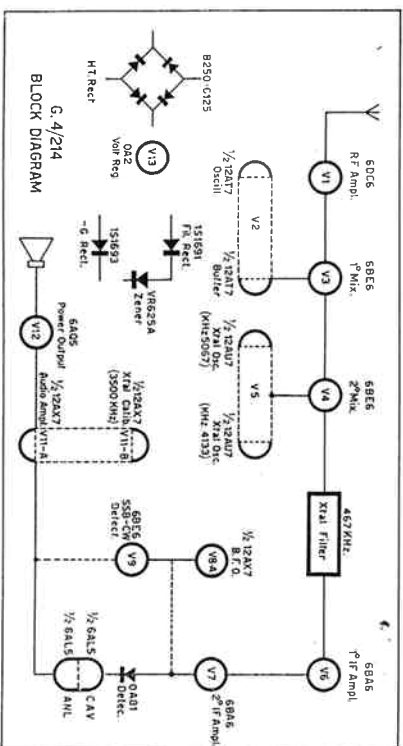 G. 4/214
BLOCK DIAGRAM
B250-C125
HT. Rect
V13
0A2
Volt Reg.
1S1691
Fil. Rect.
1S1693
-G Rect.
VR625A
Zener
6DC6
RF Ampl.
V1
½ 12AT7
Oscill
V2
½ 12AT7
Buffer
6BE6
1° Mix.
V3
½ 12AU7
Xtal Osc.
(KHz 5067)
V5
½ 12AU7
Xtal Osc.
(KHz. 4133)
6BE6
2° Mix.
V4
467 KHz.
Xtal Filter
6BA6
1° IF Ampl.
V6
6BA6
2° IF Ampl
V7
½ 12AX7
B.F.O.
V8-A
6BE6
SSB-CW
Detect.
V9
0A81
Detec.
½ 6AL5
CAV
½ 6AL5
ANL
½ 12AX7
Xtal Calib.
(3500 KHz)
V11-B
½ 12AX7
Audio Ampl.
V11-A
6AQ5
Power Output
V12